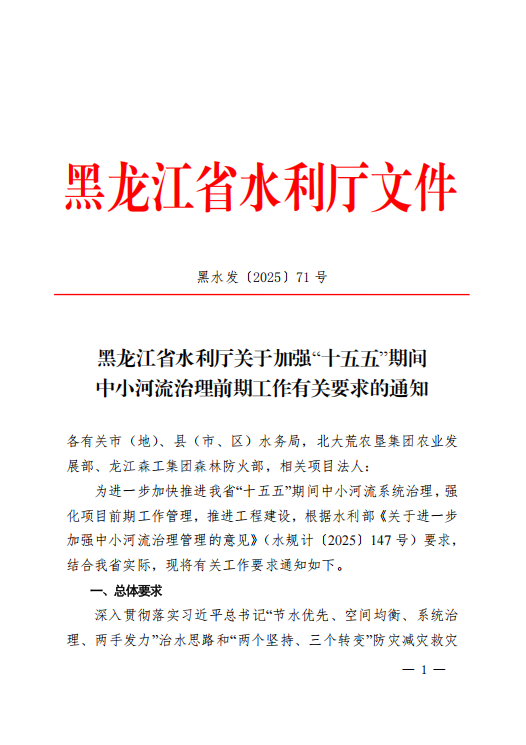 黑龙江省水利厅文件
黑水发〔2025〕71 号
黑龙江省水利厅关于加强“十五五”期间
中小河流治理前期工作有关要求的通知
各有关市（地）、县（市、区）水务局，北大荒农垦集团农业发
展部、龙江森工集团森林防火部，相关项目法人：
为进一步加快推进我省“十五五”期间中小河流系统治理，强
化项目前期工作管理，推进工程建设，根据水利部《关于进一步
加强中小河流治理管理的意见》（水规计〔2025〕147 号）要求，
结合我省实际，现将有关工作要求通知如下。
一、总体要求
深入贯彻落实习近平总书记“节水优先、空间均衡、系统治
理、两手发力”治水思路和“两个坚持、三个转变”防灾减灾救灾
— 1 —